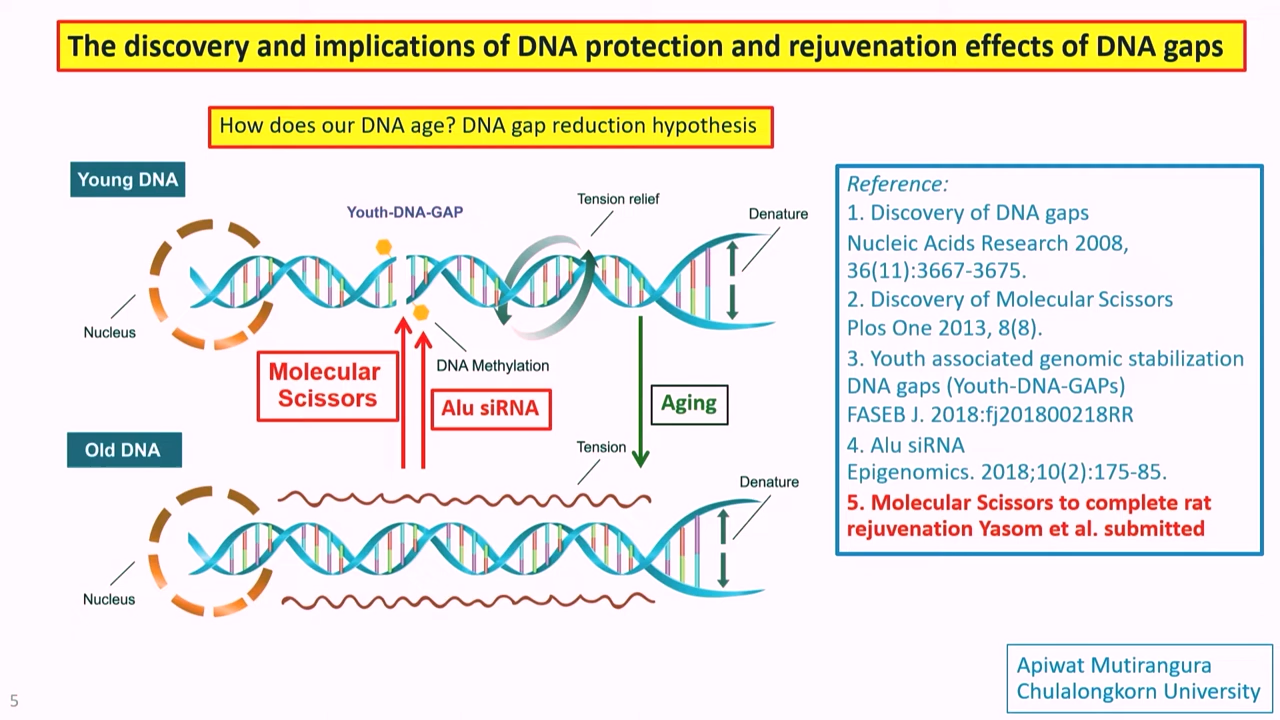 The discovery and implications of DNA protection and rejuvenation effects of DNA gaps
How does our DNA age? DNA gap reduction hypothesis
Young DNA
Youth-DNA-GAP
Tension relief
Denature
Nucleus
DNA Methylation
Molecular
Scissors
Alu siRNA
Aging
Old DNA
Tension
Denature
Nucleus
Reference:
1. Discovery of DNA gaps
Nucleic Acids Research 2008,
36(11):3667-3675.
2. Discovery of Molecular Scissors
Plos One 2013, 8(8).
3. Youth associated genomic stabilization
DNA gaps (Youth-DNA-GAPs)
FASEB J. 2018:fj201800218RR
4. Alu siRNA
Epigenomics. 2018;10(2):175-85.
5. Molecular Scissors to complete rat
rejuvenation Yasom et al. submitted
Apiwat Mutirangura
Chulalongkorn University
5